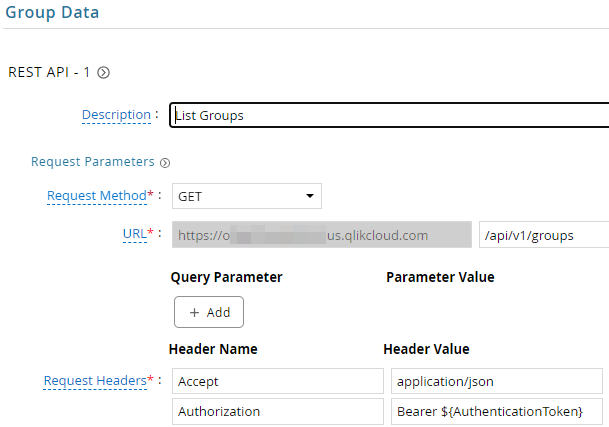 Group Data
REST API - 1
Description :
List Groups
Request Parameters
Request Method* :
GET
URL* :
https://o us.qlikcloud.com
/api/v1/groups
Query Parameter Parameter Value
+ Add
Header Name Header Value
Request Headers* :
Accept application/json
Authorization Bearer ${AuthenticationToken}